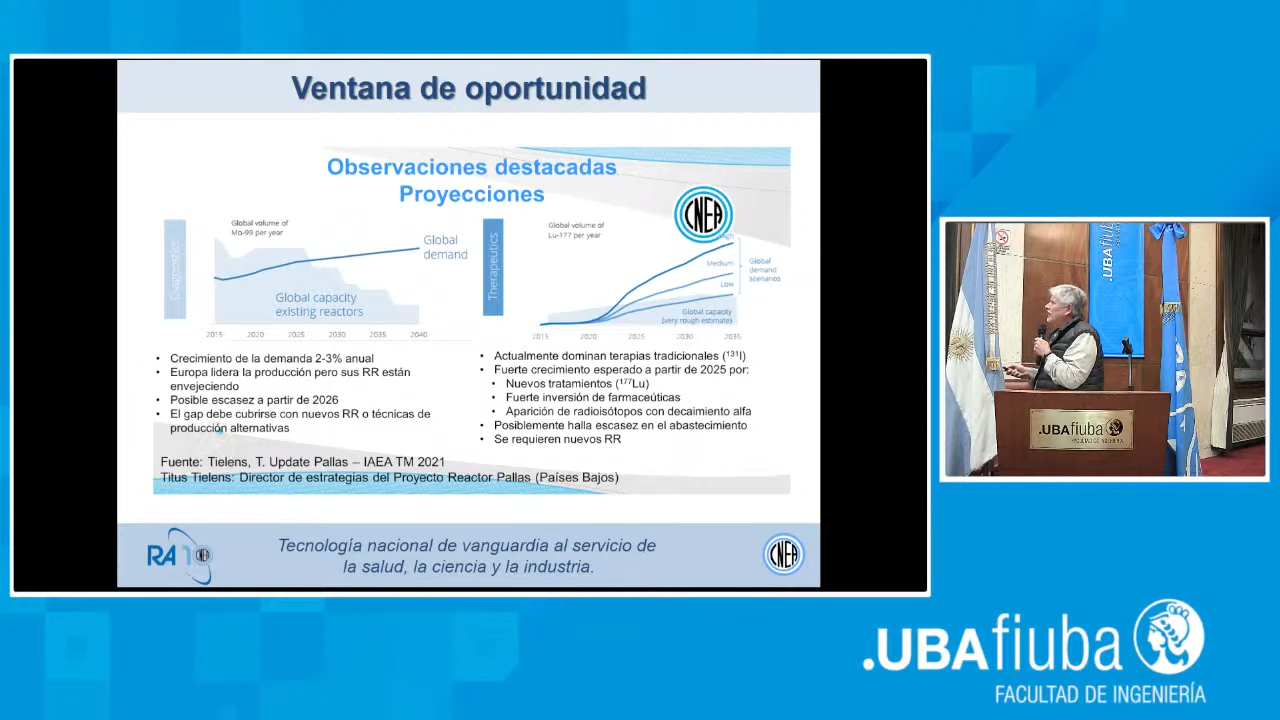 Ventana de oportunidad
Observaciones destacadas
Proyecciones
CNEA
Diagnostics
Global volume of
Mo-99 per year
Global
demand
Global capacity
existing reactors
2015 2020 2025 2030 2035 2040
Therapeutics
Global volume of
Lu-177 per year
High
Medium
Low
Global
demand
scenarios
Global capacity
(very rough estimate)
2015 2020 2025 2030 2035
• Crecimiento de la demanda 2-3% anual
• Europa lidera la producción pero sus RR están
envejeciendo
• Posible escasez a partir de 2026
• El gap debe cubrirse con nuevos RR o técnicas de
producción alternativas
• Actualmente dominan terapias tradicionales (¹³¹I)
• Fuerte crecimiento esperado a partir de 2025 por:
• Nuevos tratamientos (¹⁷⁷Lu)
• Fuerte inversión de farmaceúticas
• Aparición de radioisótopos con decaimiento alfa
• Posiblemente halla escasez en el abastecimiento
• Se requieren nuevos RR
Fuente: Tielens, T. Update Pallas – IAEA TM 2021
Titus Tielens: Director de estrategias del Proyecto Reactor Pallas (Países Bajos)
RA10
CNEA
Tecnología nacional de vanguardia al servicio de
la salud, la ciencia y la industria.
CNEA
.UBAfiuba
.UBAfiuba
FACULTAD DE INGENIERÍA
.UBAfiuba
FACULTAD DE INGENIERÍA